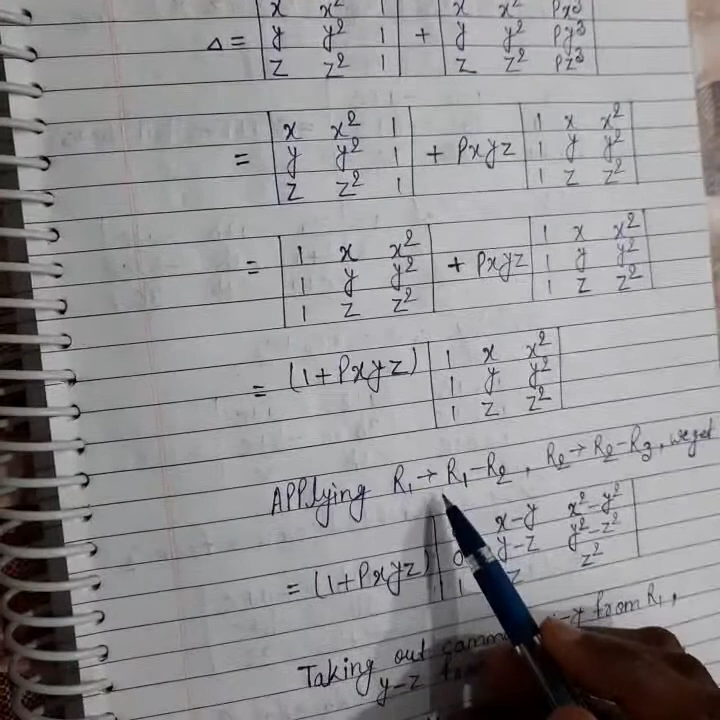 x x² 1 x x² Px³
Δ = y y² 1 + y y² Py³
z z² 1 z z² Pz³
x x² 1 1 x x²
= y y² 1 + Pxyz 1 y y²
z z² 1 1 z z²
1 x x² 1 x x²
= 1 y y² + Pxyz 1 y y²
1 z z² 1 z z²
= (1+Pxyz) 1 x x²
1 y y²
1 z z²
Applying R₁→R₁-R₂, R₂→R₂-R₃, we get
x-y x²-y²
= (1+Pxyz) 0 y-z y²-z²
1 z z²
Taking out -y from R₁,
y-z